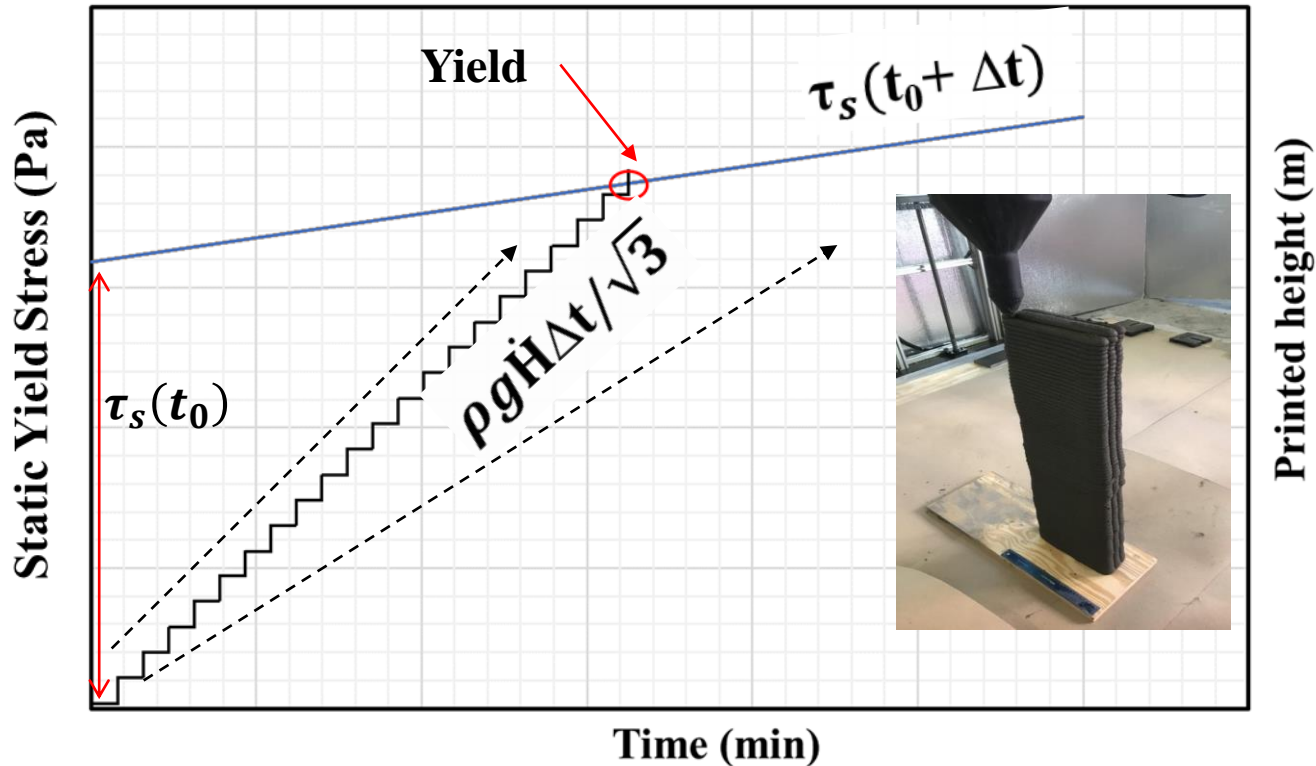 Yield
τₛ(t₀+ Δt)
Static Yield Stress (Pa)
Printed height (m)
τₛ(t₀)
ρgḢΔt/√3
Time (min)